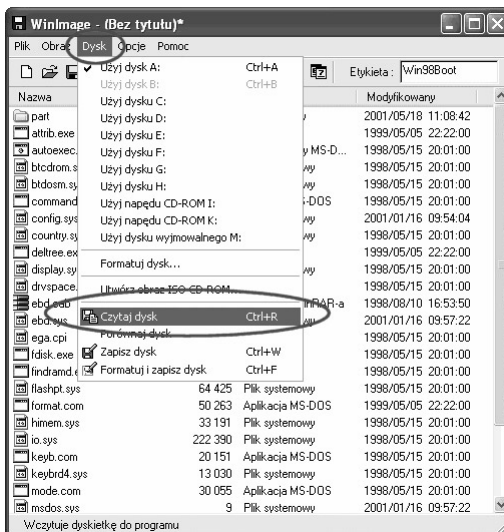 WinImage - (Bez tytułu)*
Plik Obraz Dysk Opcje Pomoc
Etykieta : Win98Boot
Nazwa Modyfikowany
Użyj dysk A: Ctrl+A
Użyj dysk B: Ctrl+B
Użyj dysku C:
Użyj dysku D:
Użyj dysku E:
Użyj dysku F:
Użyj dysku G:
Użyj dysku H:
Użyj napędu CD-ROM I:
Użyj napędu CD-ROM K:
Użyj dysku wyjmowalnego M:
Formatuj dysk...
Utwórz obraz ISO CD-ROM...
Czytaj dysk Ctrl+R
Porównaj dysk...
Zapisz dysk Ctrl+W
Formatuj i zapisz dysk Ctrl+F
part 2001/05/18 11:08:42
attrib.exe 1999/05/05 22:22:00
autoexec. y MS-D... 1998/05/15 20:01:00
btcdrom.s wy 1998/05/15 20:01:00
btdosm.sy wy 1998/05/15 20:01:00
command S-DOS 1998/05/15 20:01:00
config.sys wy 2001/01/16 09:54:04
country.sy wy 1998/05/15 20:01:00
deltree.ex 1999/05/05 22:22:00
display.sy wy 1998/05/15 20:01:00
drvspace. 1998/05/15 20:01:00
ebd.cab inRAR-a 1998/08/10 16:53:50
ebd.sys wy 2001/01/16 09:57:22
ega.cpi 1998/05/15 20:01:00
fdisk.exe 1998/05/15 20:01:00
findramd.e 1998/05/15 20:01:00
flashpt.sys 64 425 Plik systemowy 1998/05/15 20:01:00
format.com 50 263 Aplikacja MS-DOS 1999/05/05 22:22:00
himem.sys 33 191 Plik systemowy 1998/05/15 20:01:00
io.sys 222 390 Plik systemowy 1998/05/15 20:01:00
keyb.com 20 151 Aplikacja MS-DOS 1998/05/15 20:01:00
keybrd4.sys 13 030 Plik systemowy 1998/05/15 20:01:00
mode.com 30 055 Aplikacja MS-DOS 1998/05/15 20:01:00
msdos.sys 9 Plik systemowy 2001/01/16 09:57:22
Wczytuje dyskietkę do programu